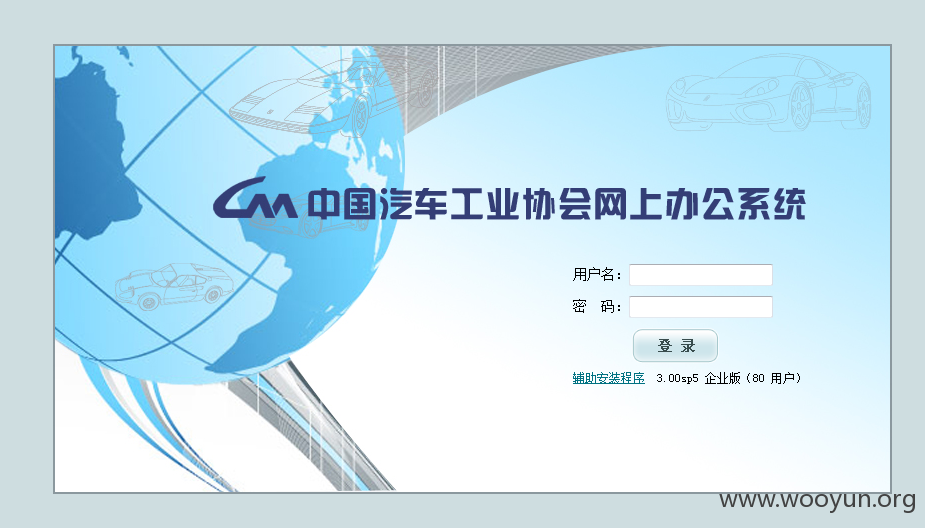 CM 中国汽车工业协会网上办公系统
用户名：
密　码：
登 录
辅助安装程序　3.00sp5 企业版（80 用户）
www.wooyun.org